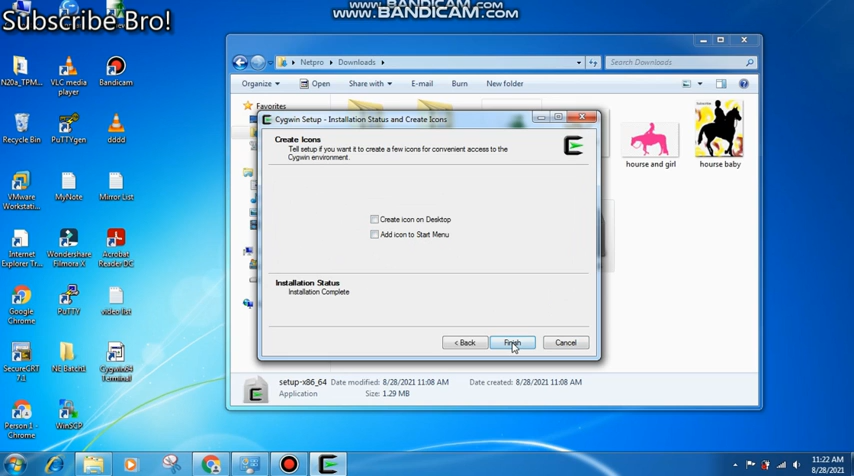 www.BANDICAM.com
www.BANDICAM.com
Subscribe Bro!
N20a_TPM...
VLC media player
Bandicam
Recycle Bin
PuTTYgen
dddd
VMware Workstati...
MyNote
Mirror List
Internet Explorer Tr...
Wondershare Filmora X
Acrobat Reader DC
Google Chrome
PuTTY
video list
SecureCRT 7.1
NE Batch1
Cygwin64 Terminal
Person 1 - Chrome
WinSCP
Netpro
Downloads
Search Downloads
Organize
Open
Share with
E-mail
Burn
New folder
Favorites
hourse and girl
hourse baby
Cygwin Setup - Installation Status and Create Icons
Create Icons
Tell setup if you want it to create a few icons for convenient access to the
Cygwin environment.
Create icon on Desktop
Add icon to Start Menu
Installation Status
Installation Complete
< Back
Finish
Cancel
setup-x86_64 Date modified: 8/28/2021 11:08 AM Date created: 8/28/2021 11:08 AM
Application Size: 1.29 MB
11:22 AM
8/28/2021